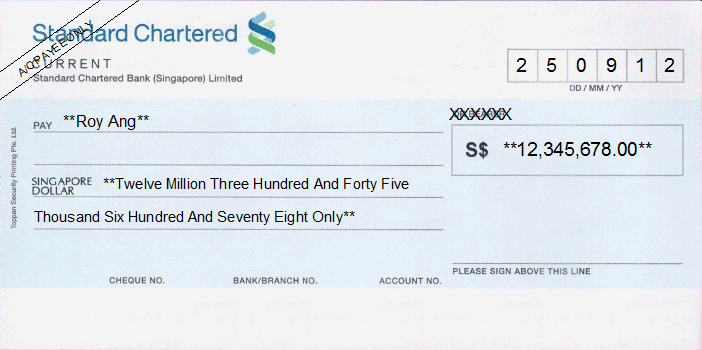 A/C PAYEE ONLY
Standard Chartered
CURRENT
Standard Chartered Bank (Singapore) Limited
2 5 0 9 1 2
DD / MM / YY
PAY **Roy Ang**
XXXXXX
S$ **12,345,678.00**
SINGAPORE DOLLAR **Twelve Million Three Hundred And Forty Five
Thousand Six Hundred And Seventy Eight Only**
PLEASE SIGN ABOVE THIS LINE
CHEQUE NO. BANK/BRANCH NO. ACCOUNT NO.
Toppan Security Printing Pte. Ltd.